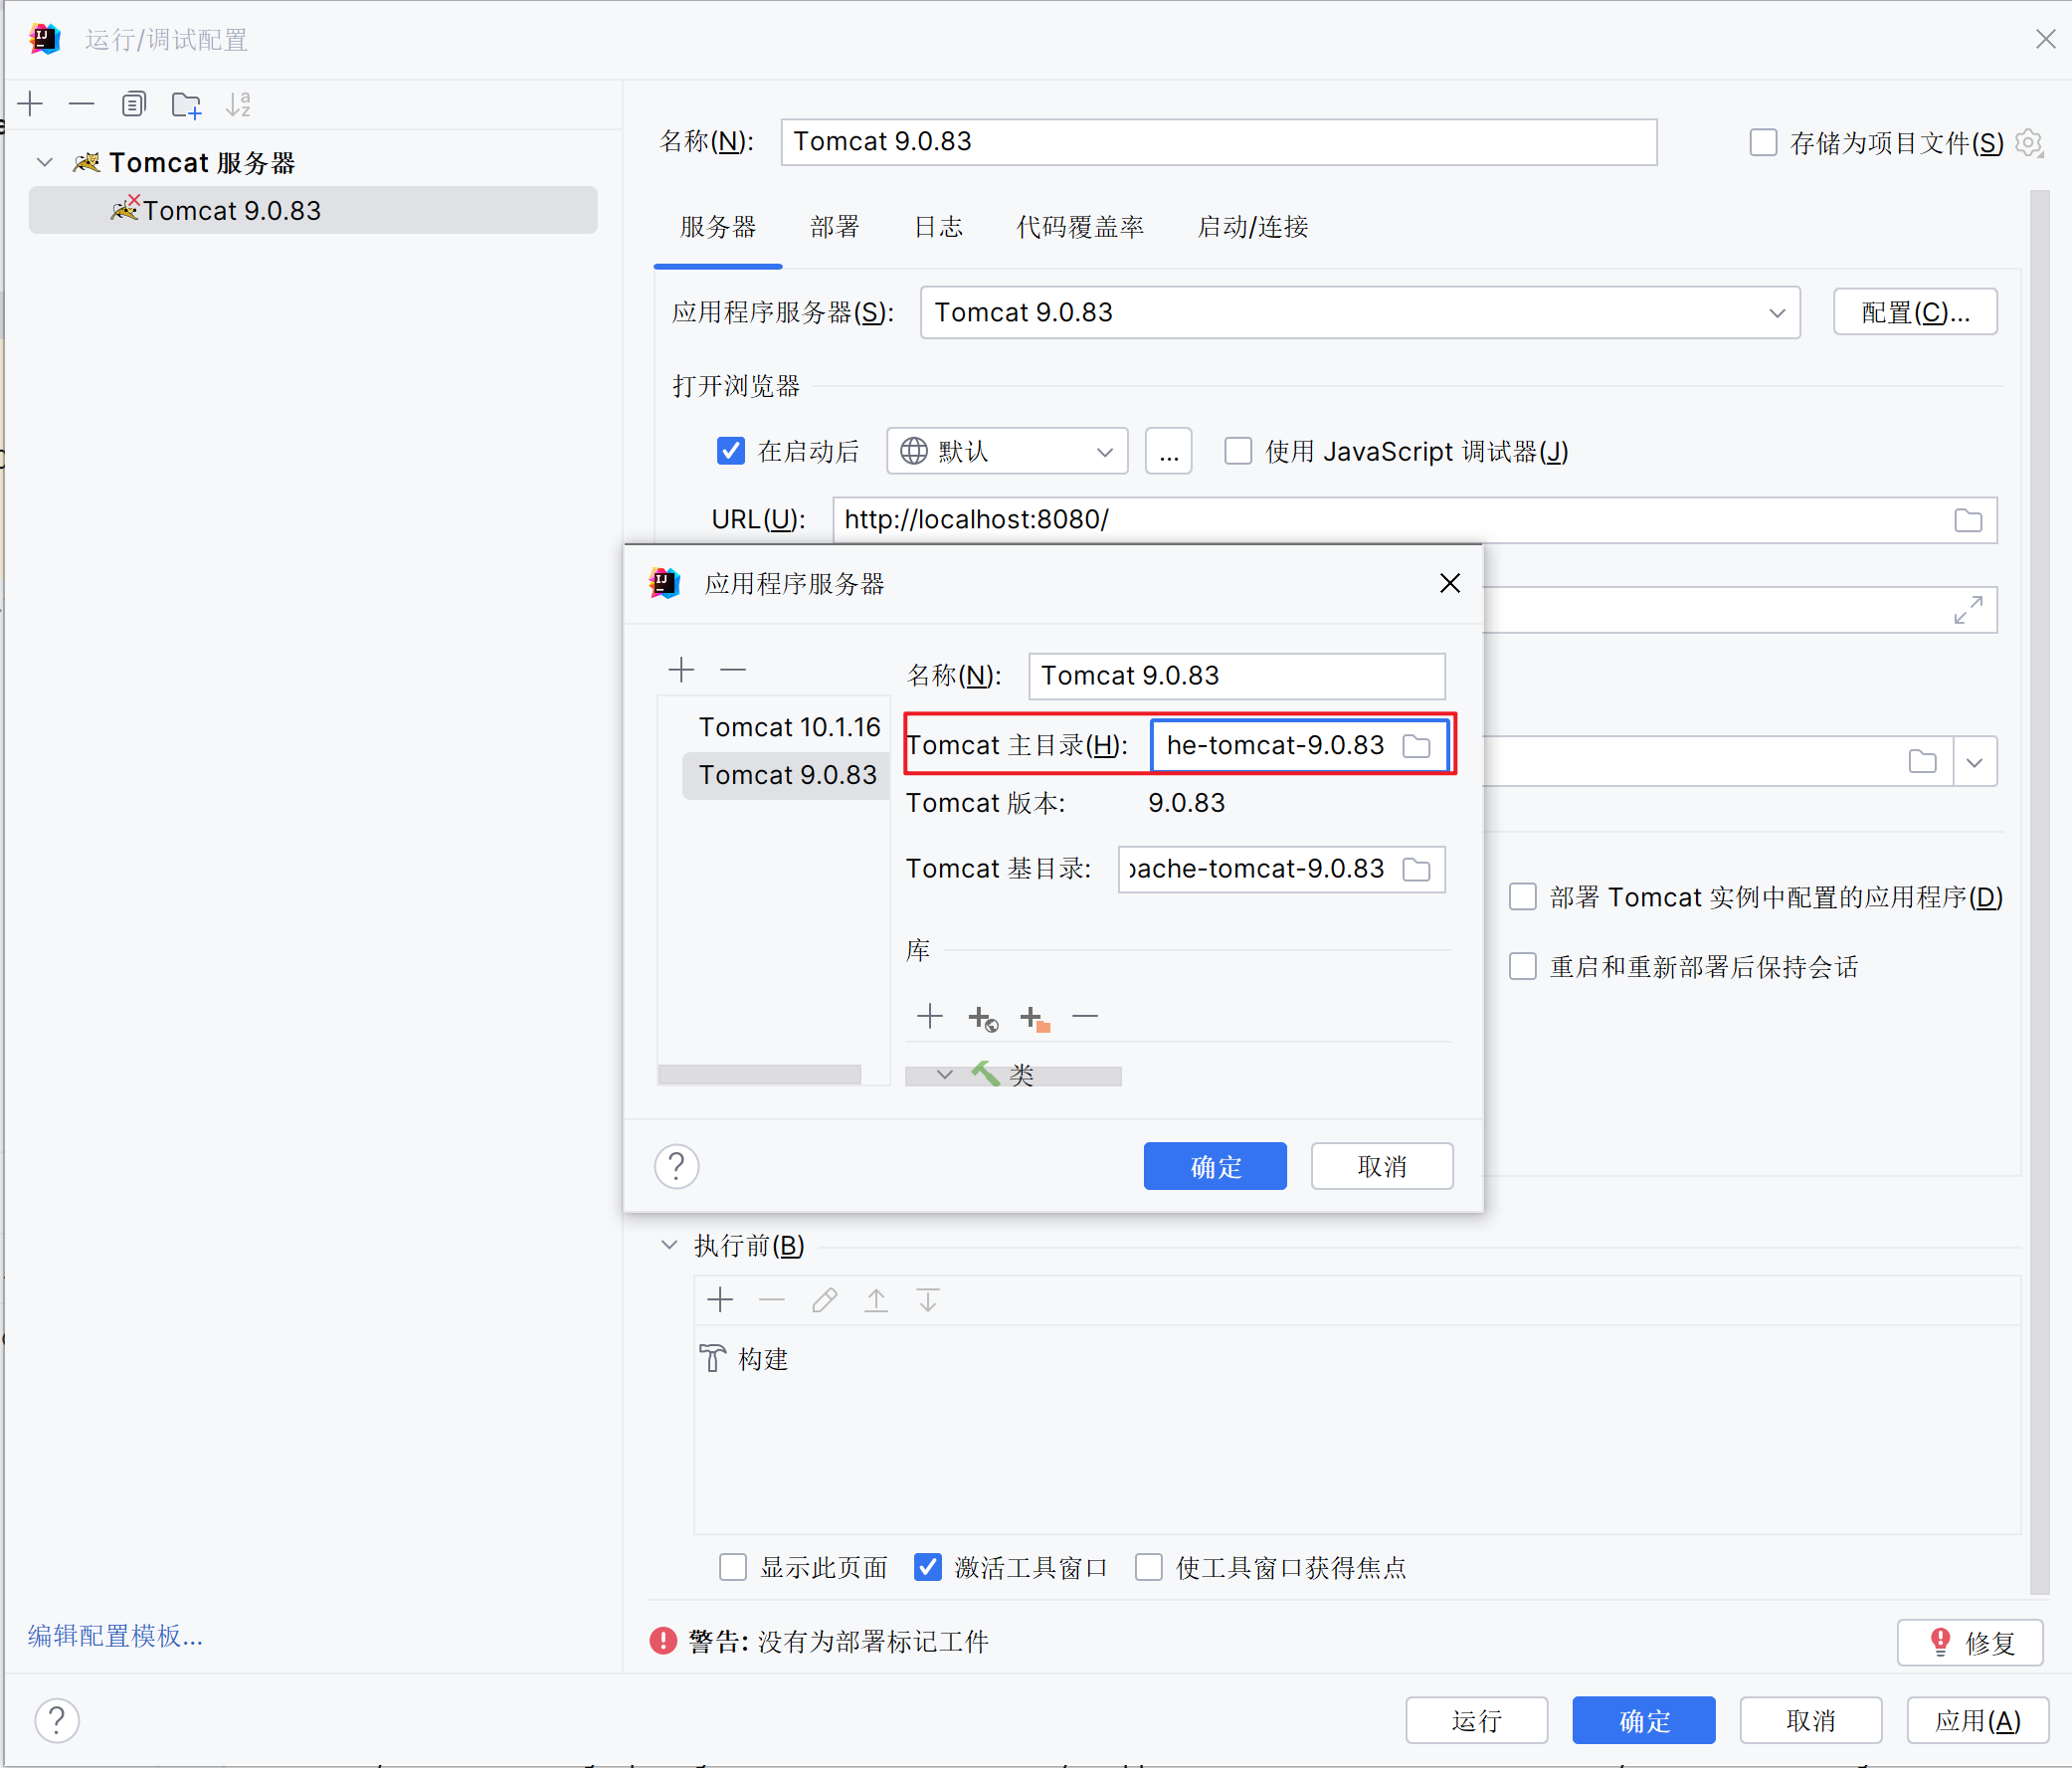 运行/调试配置
Tomcat 服务器
Tomcat 9.0.83
名称(N):
Tomcat 9.0.83
存储为项目文件(S)
服务器 部署 日志 代码覆盖率 启动/连接
应用程序服务器(S):
Tomcat 9.0.83
配置(C)...
打开浏览器
在启动后
默认
...
使用 JavaScript 调试器(J)
URL(U):
http://localhost:8080/
应用程序服务器
Tomcat 10.1.16
Tomcat 9.0.83
名称(N):
Tomcat 9.0.83
Tomcat 主目录(H):
he-tomcat-9.0.83
Tomcat 版本:
9.0.83
Tomcat 基目录:
pache-tomcat-9.0.83
库
类
确定
取消
部署 Tomcat 实例中配置的应用程序(D)
重启和重新部署后保持会话
执行前(B)
构建
显示此页面
激活工具窗口
使工具窗口获得焦点
警告: 没有为部署标记工件
修复
编辑配置模板...
运行
确定
取消
应用(A)